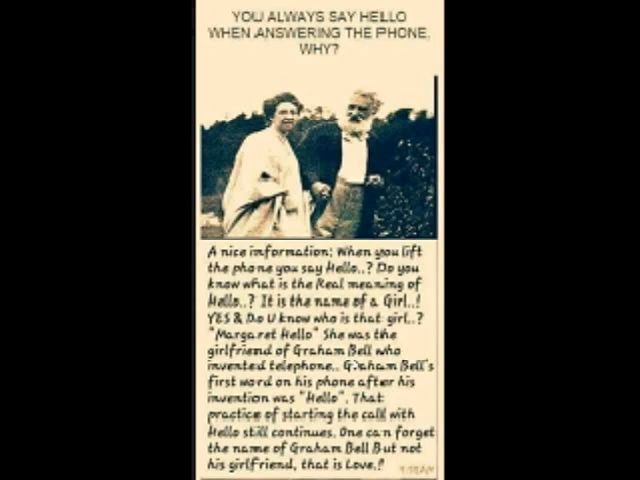 YOU ALWAYS SAY HELLO
WHEN ANSWERING THE PHONE.
WHY?
A nice information: When you lift
the phone you say Hello..? Do you
know what is the Real meaning of
Hello..? It is the name of a Girl..!
YES & Do U know who is that girl..?
"Margaret Hello" She was the
girlfriend of Graham Bell who
invented telephone.. Graham Bell's
first word on his phone after his
invention was "Hello". That
practice of starting the call with
Hello still continues. One can forget
the name of Graham Bell But not
his girlfriend, that is Love.!